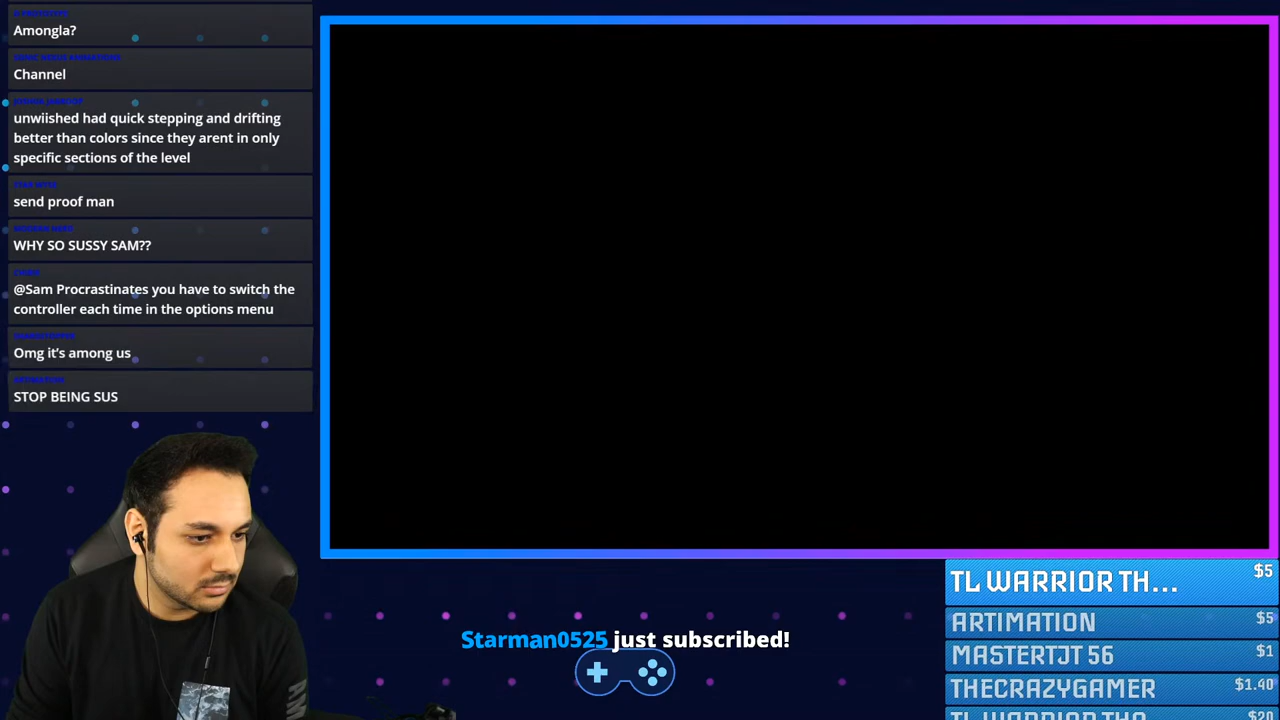 Amongla?
Channel
unwiished had quick stepping and drifting
better than colors since they arent in only
specific sections of the level
send proof man
WHY SO SUSSY SAM??
@Sam Procrastinates you have to switch the
controller each time in the options menu
Omg it's among us
STOP BEING SUS
Starman0525 just subscribed!
TL WARRIOR TH... $5
ARTIMATION $5
MASTERTJT 56 $1
THECRAZYGAMER $1.40